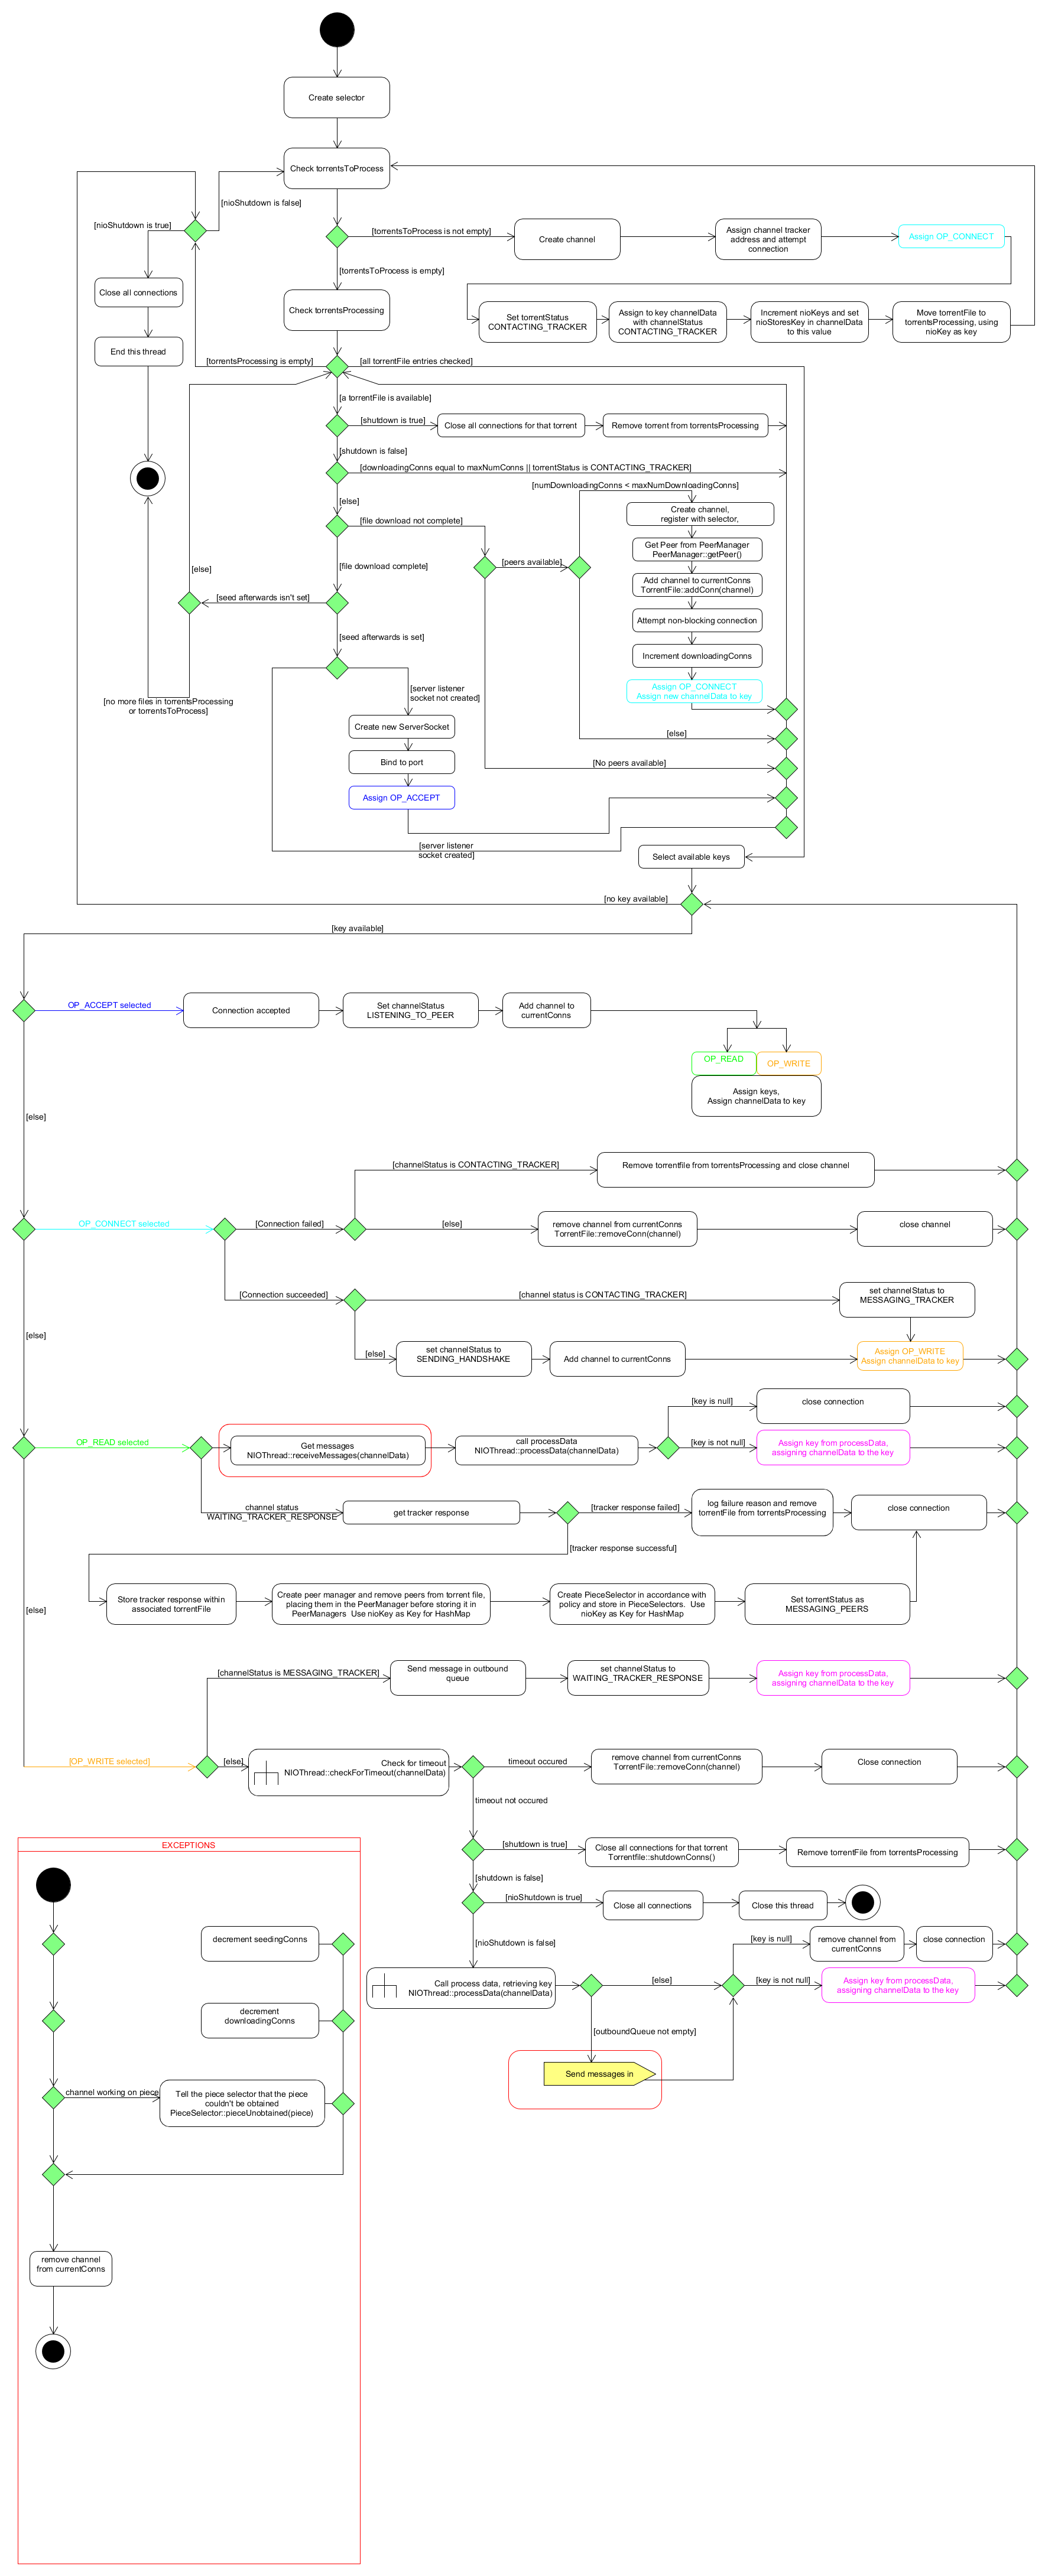 Create selector
Check torrentsToProcess
[nioShutdown is false]
[nioShutdown is true]
[torrentsToProcess is not empty]
Create channel
Assign channel tracker
address and attempt
connection
Assign OP_CONNECT
[torrentsToProcess is empty]
Close all connections
Check torrentsProcessing
Set torrentStatus
CONTACTING_TRACKER
Assign to key channelData
with channelStatus
CONTACTING_TRACKER
Increment nioKeys and set
nioStoresKey in channelData
to this value
Move torrentFile to
torrentsProcessing, using
nioKey as key
End this thread
[torrentsProcessing is empty]
[all torrentFile entries checked]
[a torrentFile is available]
[shutdown is true]
Close all connections for that torrent
Remove torrent from torrentsProcessing
[shutdown is false]
[downloadingConns equal to maxNumConns || torrentStatus is CONTACTING_TRACKER]
[numDownloadingConns < maxNumDownloadingConns]
[else]
Create channel,
register with selector,
[file download not complete]
Get Peer from PeerManager
PeerManager::getPeer()
[peers available]
[file download complete]
[else]
Add channel to currentConns
TorrentFile::addConn(channel)
[seed afterwards isn't set]
Attempt non-blocking connection
[seed afterwards is set]
Increment downloadingConns
Assign OP_CONNECT
Assign new channelData to key
[server listener
socket not created]
[no more files in torrentsProcessing
or torrentsToProcess]
Create new ServerSocket
[else]
Bind to port
[No peers available]
Assign OP_ACCEPT
[server listener
socket created]
Select available keys
[no key available]
[key available]
OP_ACCEPT selected
Connection accepted
Set channelStatus
LISTENING_TO_PEER
Add channel to
currentConns
OP_READ
OP_WRITE
Assign keys,
Assign channelData to key
[else]
[channelStatus is CONTACTING_TRACKER]
Remove torrentfile from torrentsProcessing and close channel
OP_CONNECT selected
[Connection failed]
[else]
remove channel from currentConns
TorrentFile::removeConn(channel)
close channel
[Connection succeeded]
[channel status is CONTACTING_TRACKER]
set channelStatus to
MESSAGING_TRACKER
[else]
[else]
set channelStatus to
SENDING_HANDSHAKE
Add channel to currentConns
Assign OP_WRITE
Assign channelData to key
[key is null]
close connection
OP_READ selected
Get messages
NIOThread::receiveMessages(channelData)
call processData
NIOThread::processData(channelData)
[key is not null]
Assign key from processData,
assigning channelData to the key
channel status
WAITING_TRACKER_RESPONSE
get tracker response
[tracker response failed]
log failure reason and remove
torrentFile from torrentsProcessing
close connection
[tracker response successful]
[else]
Store tracker response within
associated torrentFile
Create peer manager and remove peers from torrent file,
placing them in the PeerManager before storing it in
PeerManagers  Use nioKey as Key for HashMap
Create PieceSelector in accordance with
policy and store in PieceSelectors.  Use
nioKey as Key for HashMap
Set torrentStatus as
MESSAGING_PEERS
[channelStatus is MESSAGING_TRACKER]
Send message in outbound
queue
set channelStatus to
WAITING_TRACKER_RESPONSE
Assign key from processData,
assigning channelData to the key
[OP_WRITE selected]
[else]
Check for timeout
NIOThread::checkForTimeout(channelData)
timeout occured
remove channel from currentConns
TorrentFile::removeConn(channel)
Close connection
timeout not occured
[shutdown is true]
Close all connections for that torrent
Torrentfile::shutdownConns()
Remove torrentFile from torrentsProcessing
[shutdown is false]
[nioShutdown is true]
Close all connections
Close this thread
[nioShutdown is false]
[key is null]
remove channel from
currentConns
close connection
Call process data, retrieving key
NIOThread::processData(channelData)
[else]
[key is not null]
Assign key from processData,
assigning channelData to the key
[outboundQueue not empty]
Send messages in
EXCEPTIONS
decrement seedingConns
decrement
downloadingConns
channel working on piece
Tell the piece selector that the piece
couldn't be obtained
PieceSelector::pieceUnobtained(piece)
remove channel
from currentConns